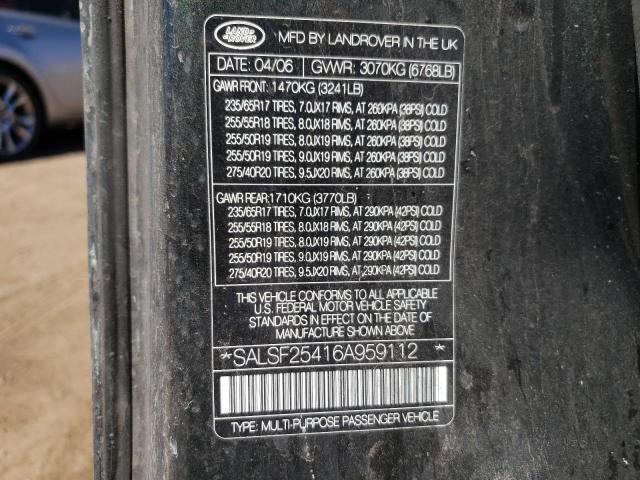 LAND
ROVER
MFD BY LANDROVER IN THE UK
DATE: 04/06 GVWR: 3070KG (6768LB)
GAWR FRONT: 1470KG (3241LB)
235/65R17 TIRES, 7.0JX17 RIMS, AT 260KPA (38PSI) COLD
255/55R18 TIRES, 8.0JX18 RIMS, AT 260KPA (38PSI) COLD
255/50R19 TIRES, 8.0JX19 RIMS, AT 260KPA (38PSI) COLD
255/50R19 TIRES, 9.0JX19 RIMS, AT 260KPA (38PSI) COLD
275/40R20 TIRES, 9.5JX20 RIMS, AT 260KPA (38PSI) COLD
GAWR REAR:1710KG (3770LB)
235/65R17 TIRES, 7.0JX17 RIMS, AT 290KPA (42PSI) COLD
255/55R18 TIRES, 8.0JX18 RIMS, AT 290KPA (42PSI) COLD
255/50R19 TIRES, 8.0JX19 RIMS, AT 290KPA (42PSI) COLD
255/50R19 TIRES, 9.0JX19 RIMS, AT 290KPA (42PSI) COLD
275/40R20 TIRES, 9.5JX20 RIMS, AT 290KPA (42PSI) COLD
THIS VEHICLE CONFORMS TO ALL APPLICABLE
U.S. FEDERAL MOTOR VEHICLE SAFETY
STANDARDS IN EFFECT ON THE DATE OF
MANUFACTURE SHOWN ABOVE
*SALSF25416A959112*
TYPE: MULTI-PURPOSE PASSENGER VEHICLE